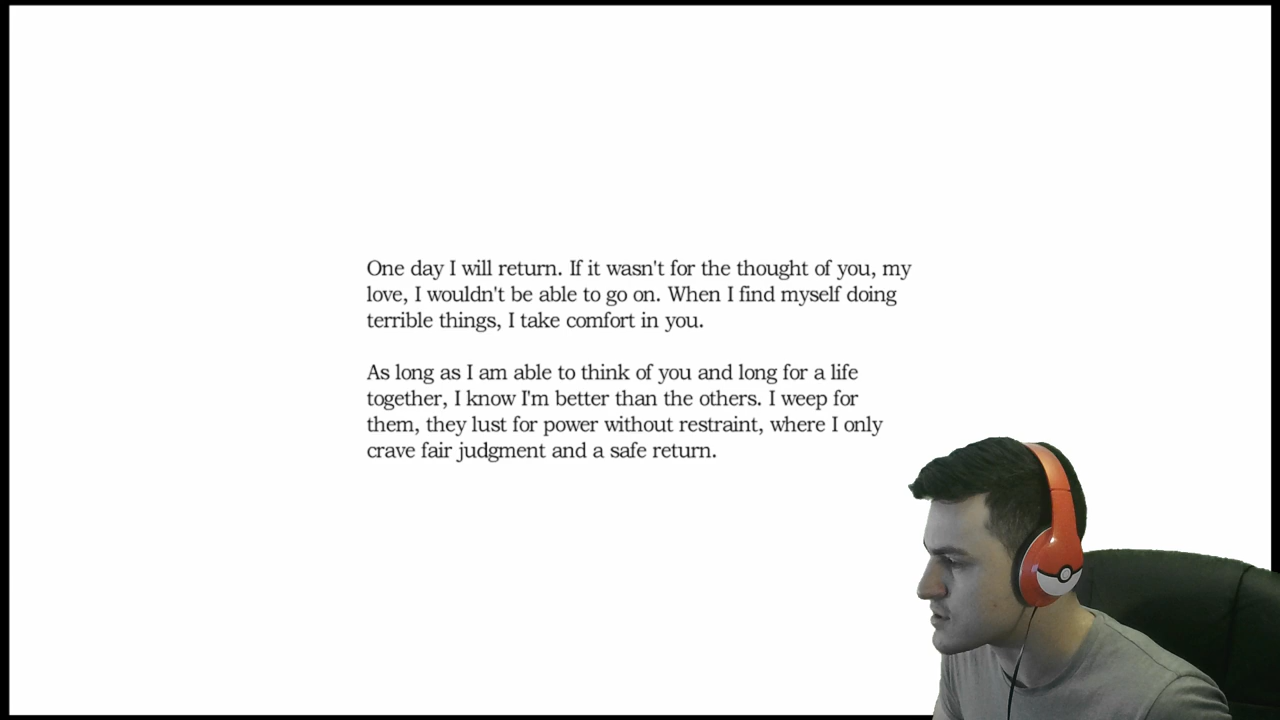 One day I will return. If it wasn't for the thought of you, my
love, I wouldn't be able to go on. When I find myself doing
terrible things, I take comfort in you.
As long as I am able to think of you and long for a life
together, I know I'm better than the others. I weep for
them, they lust for power without restraint, where I only
crave fair judgment and a safe return.